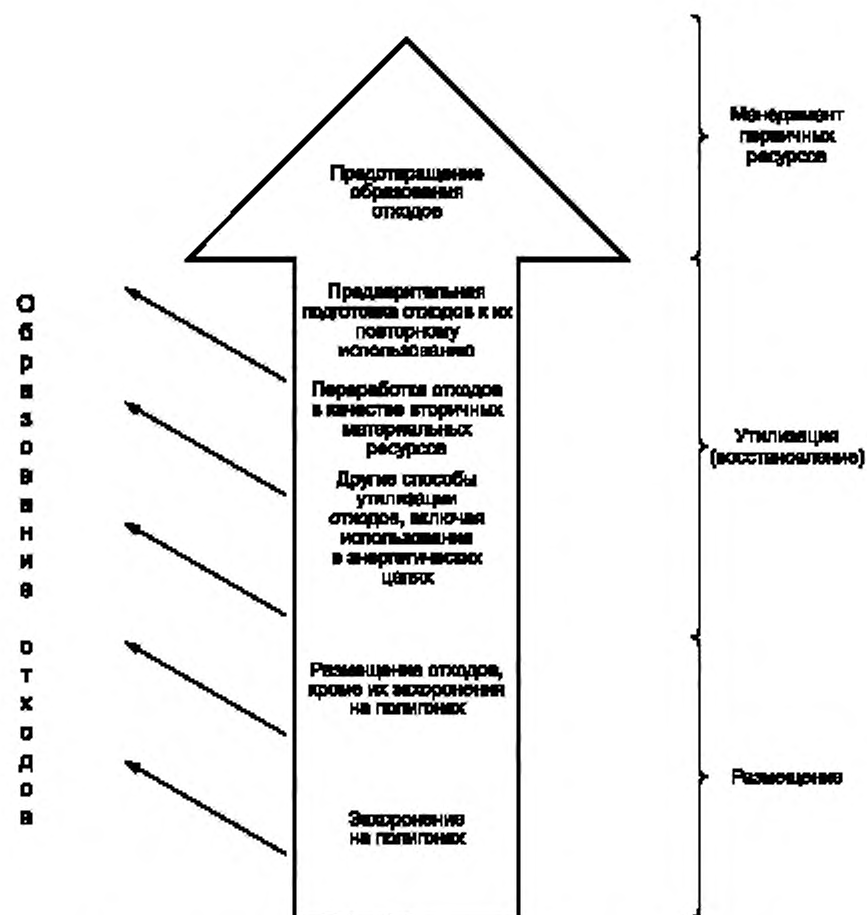 Менеджмент
первичных
ресурсов
Предотвращение
образования
отходов
Предварительная
подготовка отходов к их
повторному
использованию
Переработка отходов
в качестве вторичных
материальных
ресурсов
Утилизация
(восстановление)
Другие способы
утилизации
отходов, включая
использование
в энергетических
целях
Размещение отходов,
кроме их захоронения
на полигонах
Размещение
Захоронение
на полигонах
Образование отходов